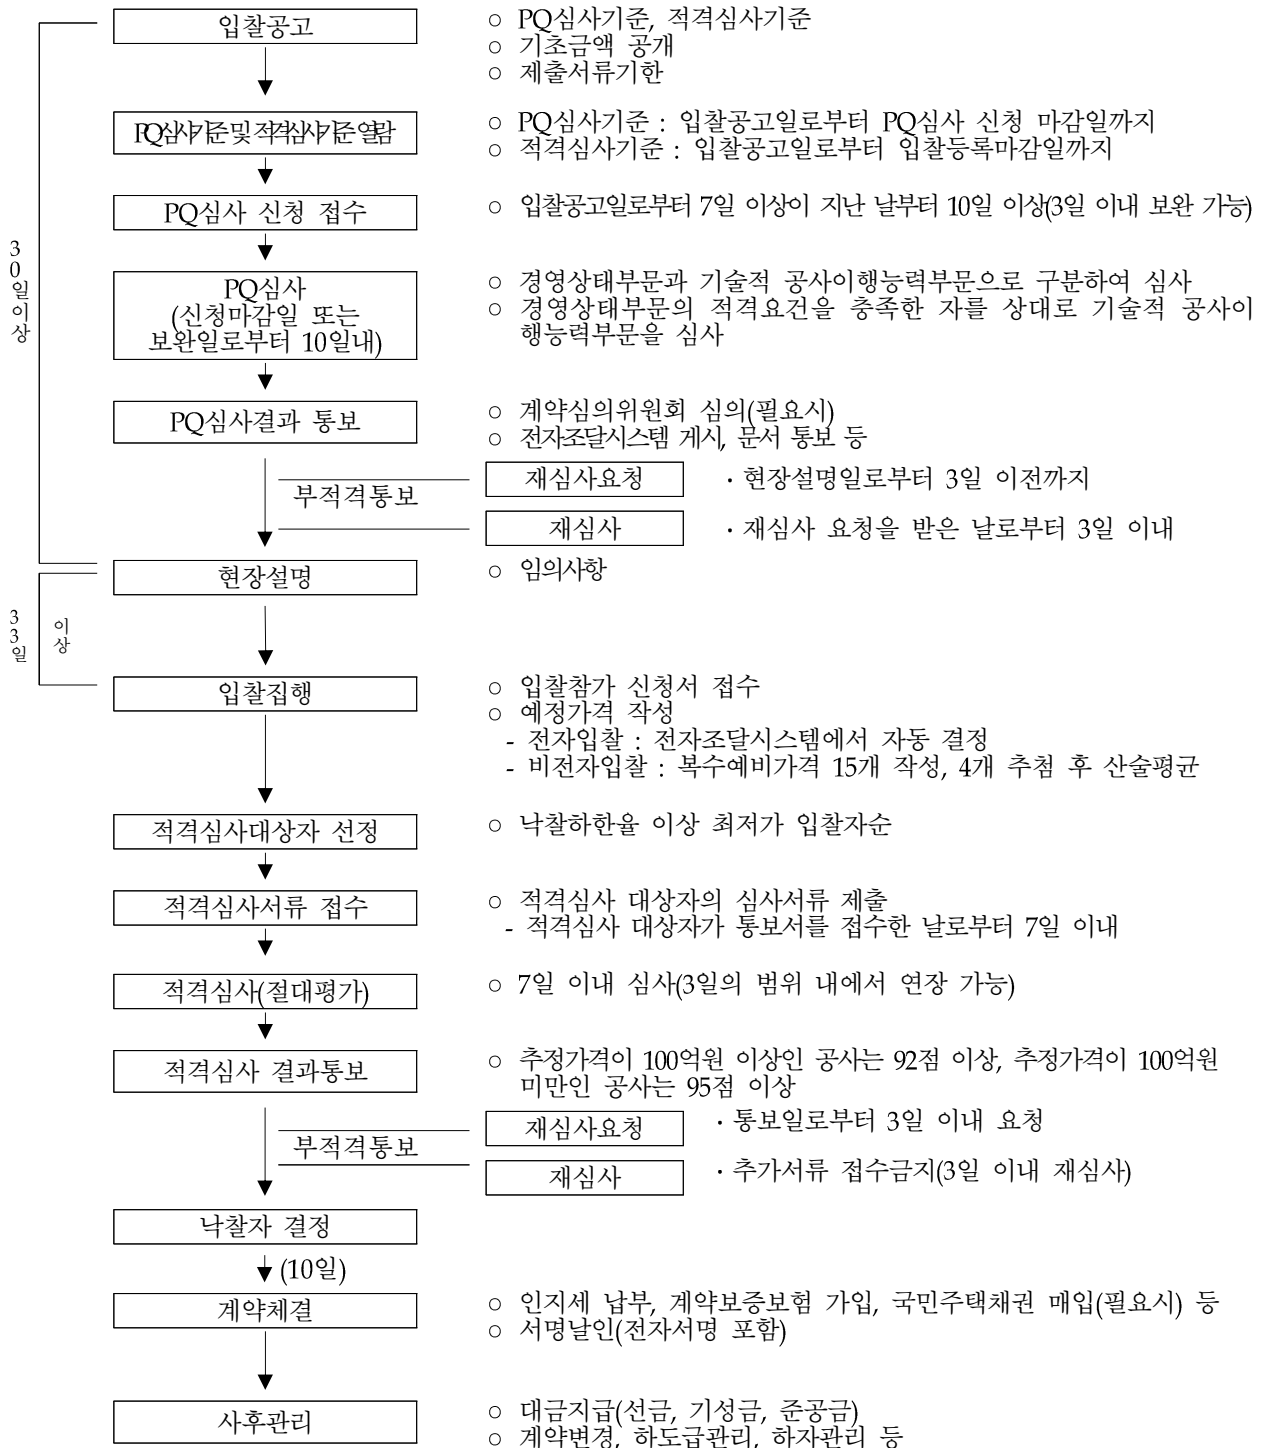 입찰공고
○ PQ심사기준, 적격심사기준
○ 기초금액 공개
○ 제출서류기한
PQ심사기준 및 적격심사기준 열람
○ PQ심사기준 : 입찰공고일로부터 PQ심사 신청 마감일까지
○ 적격심사기준 : 입찰공고일로부터 입찰등록마감일까지
PQ심사 신청 접수
○ 입찰공고일로부터 7일 이상이 지난 날부터 10일 이상(3일 이내 보완 가능)
30일이상
PQ심사
(신청마감일 또는
보완일로부터 10일내)
○ 경영상태부문과 기술적 공사이행능력부문으로 구분하여 심사
○ 경영상태부문의 적격요건을 충족한 자를 상대로 기술적 공사이
행능력부문을 심사
PQ심사결과 통보
○ 계약심의위원회 심의(필요시)
○ 전자조달시스템 게시, 문서 통보 등
부적격통보
재심사요청
· 현장설명일로부터 3일 이전까지
재심사
· 재심사 요청을 받은 날로부터 3일 이내
현장설명
○ 임의사항
33일
이상
입찰집행
○ 입찰참가 신청서 접수
○ 예정가격 작성
- 전자입찰 : 전자조달시스템에서 자동 결정
- 비전자입찰 : 복수예비가격 15개 작성, 4개 추첨 후 산술평균
적격심사대상자 선정
○ 낙찰하한율 이상 최저가 입찰자순
적격심사서류 접수
○ 적격심사 대상자의 심사서류 제출
- 적격심사 대상자가 통보서를 접수한 날로부터 7일 이내
적격심사(절대평가)
○ 7일 이내 심사(3일의 범위 내에서 연장 가능)
적격심사 결과통보
○ 추정가격이 100억원 이상인 공사는 92점 이상, 추정가격이 100억원
미만인 공사는 95점 이상
부적격통보
재심사요청
· 통보일로부터 3일 이내 요청
재심사
· 추가서류 접수금지(3일 이내 재심사)
낙찰자 결정
(10일)
계약체결
○ 인지세 납부, 계약보증보험 가입, 국민주택채권 매입(필요시) 등
○ 서명날인(전자서명 포함)
사후관리
○ 대금지급(선금, 기성금, 준공금)
○ 계약변경, 하도급관리, 하자관리 등